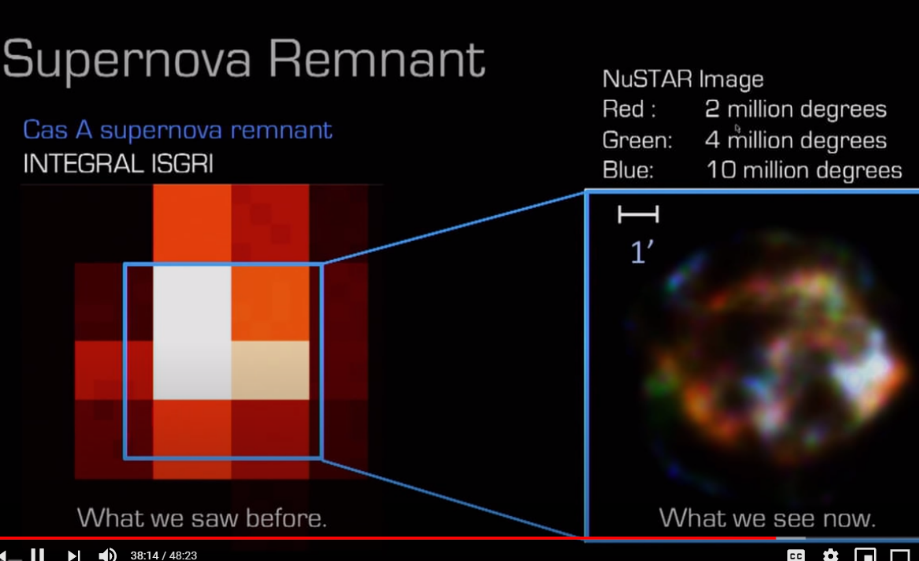 Supernova Remnant
Cas A supernova remnant
INTEGRAL ISGRI
What we saw before.
NuSTAR Image
Red : 2 million degrees
Green: 4 million degrees
Blue: 10 million degrees
1'
What we see now.
38:14 / 48:23
CC